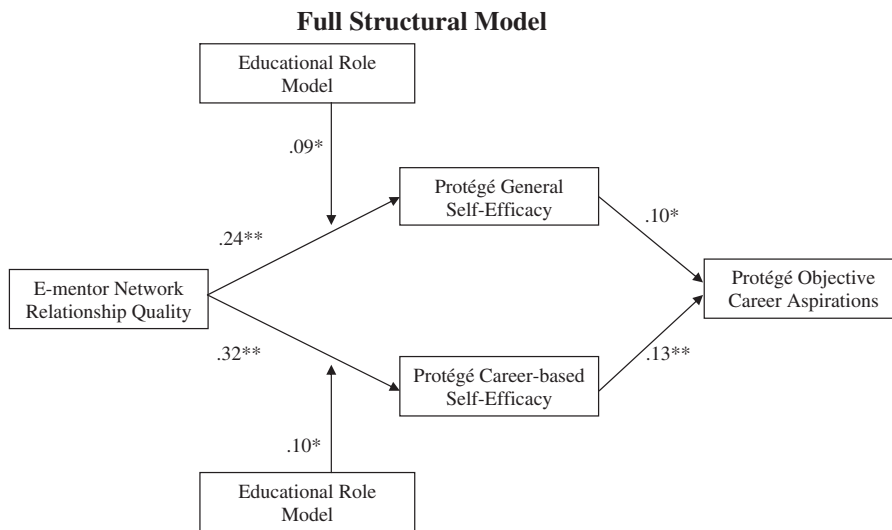 Full Structural Model
Educational Role
Model
.09*
Protégé General
Self-Efficacy
.24**
.10*
E-mentor Network
Relationship Quality
Protégé Objective
Career Aspirations
.32**
.13**
Protégé Career-based
Self-Efficacy
.10*
Educational Role
Model